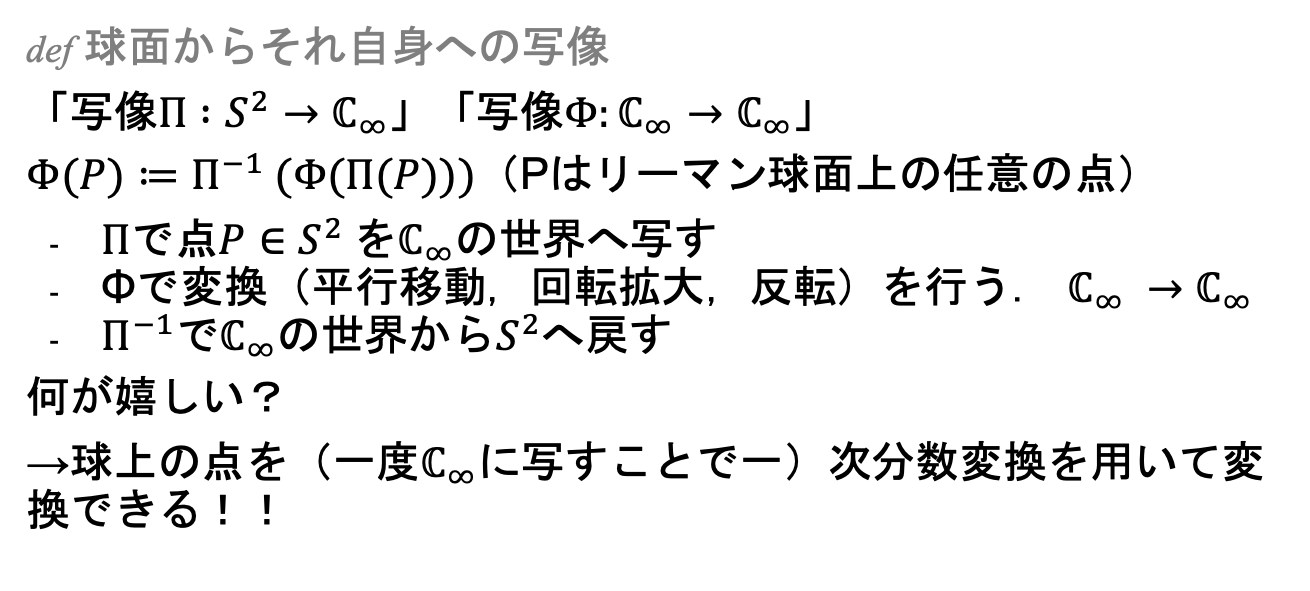 def 球面からそれ自身への写像
「写像Π : S² → ℂ∞」「写像Φ: ℂ∞ → ℂ∞」
Φ(P) ≔ Π⁻¹ (Φ(Π(P)))（Pはリーマン球面上の任意の点）
- Πで点P ∈ S² をℂ∞の世界へ写す
- Φで変換（平行移動，回転拡大，反転）を行う． ℂ∞ → ℂ∞
- Π⁻¹でℂ∞の世界からS²へ戻す
何が嬉しい？
→球上の点を（一度ℂ∞に写すことで一）次分数変換を用いて変
換できる！！